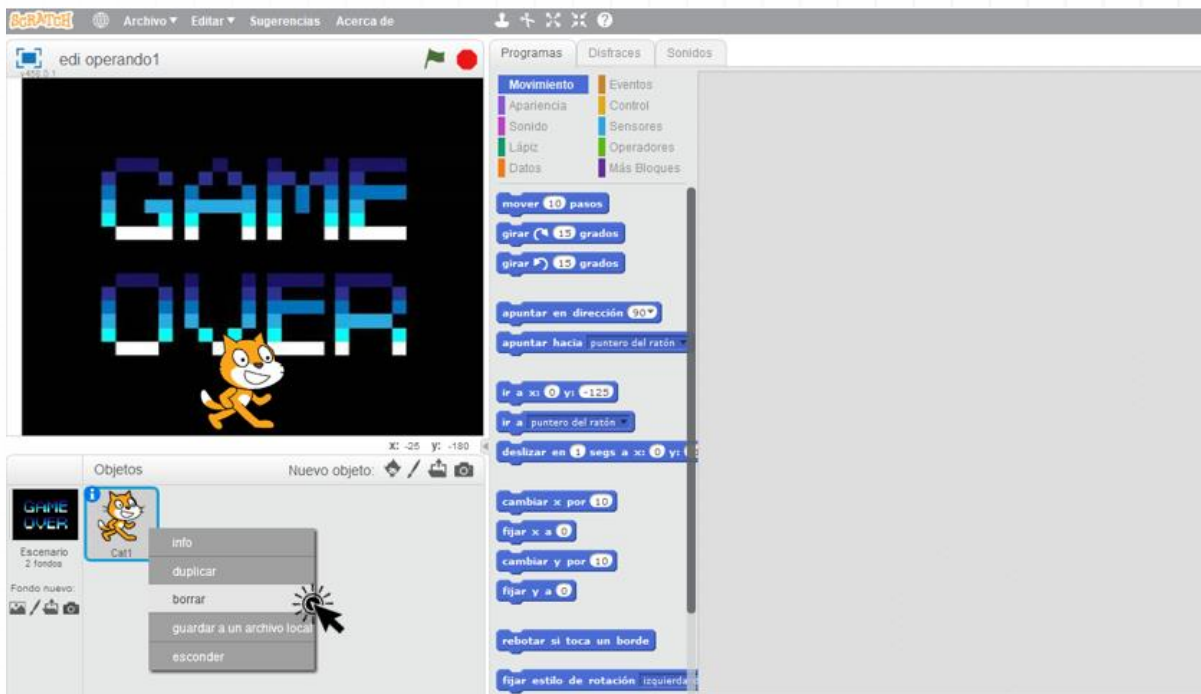 SCRATCH Archivo Editar Sugerencias Acerca de
edi operando1
v458.0.1
GAME
OVER
x: -25 y: -180
Objetos Nuevo objeto:
GAME
OVER
Escenario
2 fondos
Fondo nuevo:
Cat1
info
duplicar
borrar
guardar a un archivo local
esconder
Programas Disfraces Sonidos
Movimiento Eventos
Apariencia Control
Sonido Sensores
Lápiz Operadores
Datos Más Bloques
mover 10 pasos
girar 15 grados
girar 15 grados
apuntar en dirección 90
apuntar hacia puntero del ratón
ir a x: 0 y: -125
ir a puntero del ratón
deslizar en 1 segs a x: 0 y:
cambiar x por 10
fijar x a 0
cambiar y por 10
fijar y a 0
rebotar si toca un borde
fijar estilo de rotación izquierda